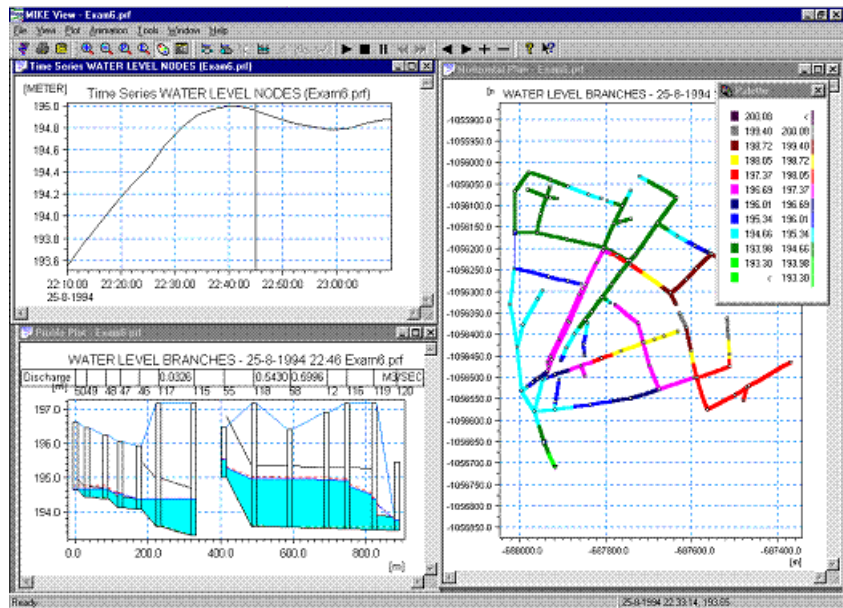 MIKE View - Exam6.prf
File View Plot Animation Tools Window Help
Time Series WATER LEVEL NODES (Exam6.prf)
[METER] Time Series WATER LEVEL NODES (Exam6.prf)
195.0
194.8
194.6
194.4
194.2
194.0
193.8
193.6
22:10:00 22:20:00 22:30:00 22:40:00 22:50:00 23:00:00
25-8-1994
Profile Plot - Exam6.prf
WATER LEVEL BRANCHES - 25-8-1994 22:46 Exam6.prf
Discharge 0.0326 0.5430 0.6996 M3/SEC
[m] 5049 48 47 46 117 115 55 118 58 12 116 119 120
197.0
196.0
195.0
194.0
0.0 200.0 400.0 600.0 800.0
[m]
Horizontal Plan - Exam6.prf
WATER LEVEL BRANCHES - 25-8-1994
-1055900.0
-1055950.0
-1056000.0
-1056050.0
-1056100.0
-1056150.0
-1056200.0
-1056250.0
-1056300.0
-1056350.0
-1056400.0
-1056450.0
-1056500.0
-1056550.0
-1056600.0
-1056650.0
-1056700.0
-1056750.0
-1056800.0
-1056850.0
-688000.0 -687800.0 -687600.0 -687400.0
[m]
Palette
200.08 <
199.40 200.08
198.72 199.40
198.05 198.72
197.37 198.05
196.69 197.37
196.01 196.69
195.34 196.01
194.66 195.34
193.98 194.66
193.30 193.98
< 193.30
Ready
25-8-1994 22:39:14, 193.65